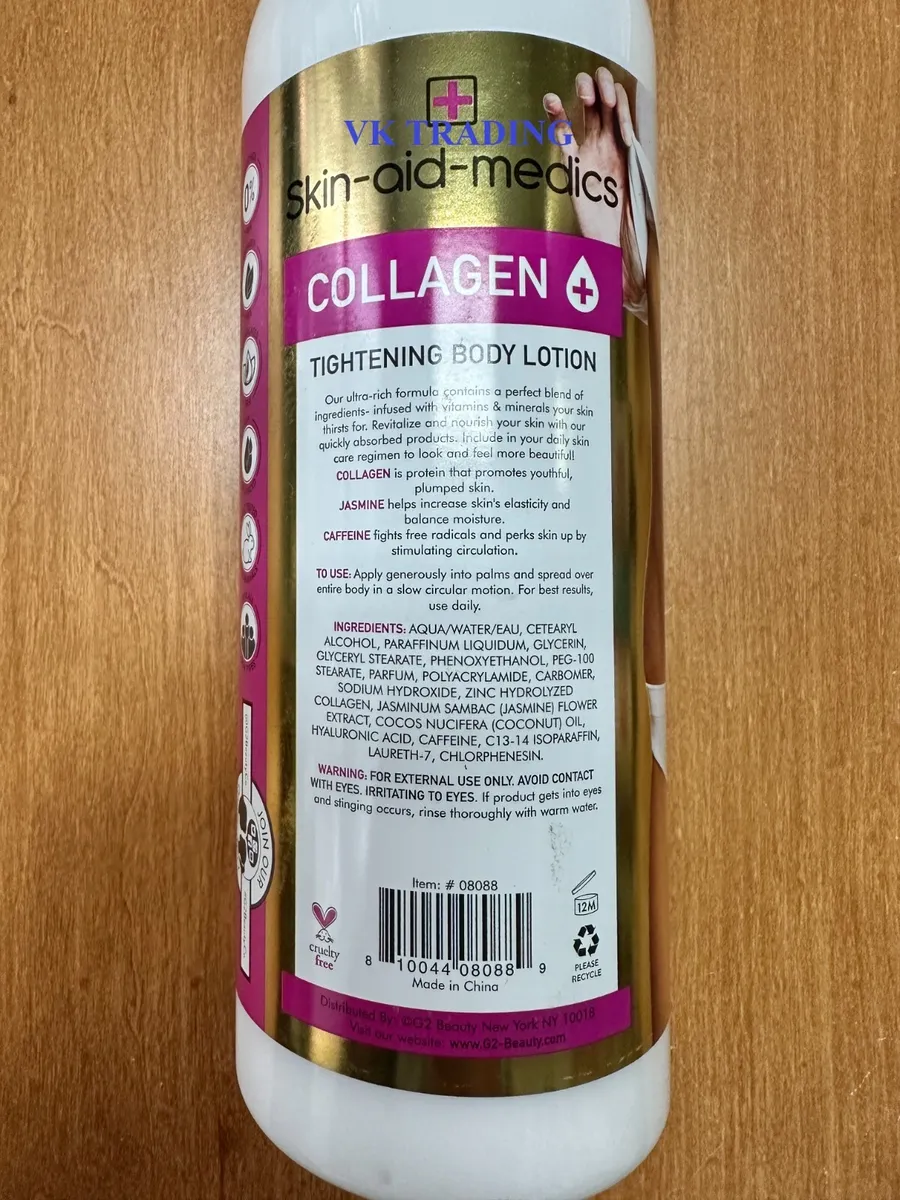 VK TRADING
Skin-aid-medics
COLLAGEN
TIGHTENING BODY LOTION
Our ultra-rich formula contains a perfect blend of
ingredients- infused with vitamins & minerals your skin
thirsts for. Revitalize and nourish your skin with our
quickly absorbed products. Include in your daily skin
care regimen to look and feel more beautiful!
COLLAGEN is protein that promotes youthful,
plumped skin.
JASMINE helps increase skin's elasticity and
balance moisture.
CAFFEINE fights free radicals and perks skin up by
stimulating circulation.
TO USE: Apply generously into palms and spread over
entire body in a slow circular motion. For best results,
use daily.
INGREDIENTS: AQUA/WATER/EAU, CETEARYL
ALCOHOL, PARAFFINUM LIQUIDUM, GLYCERIN,
GLYCERYL STEARATE, PHENOXYETHANOL, PEG-100
STEARATE, PARFUM, POLYACRYLAMIDE, CARBOMER,
SODIUM HYDROXIDE, ZINC HYDROLYZED
COLLAGEN, JASMINUM SAMBAC (JASMINE) FLOWER
EXTRACT, COCOS NUCIFERA (COCONUT) OIL,
HYALURONIC ACID, CAFFEINE, C13-14 ISOPARAFFIN,
LAURETH-7, CHLORPHENESIN.
WARNING: FOR EXTERNAL USE ONLY. AVOID CONTACT
WITH EYES. IRRITATING TO EYES. If product gets into eyes
and stinging occurs, rinse thoroughly with warm water.
Item: # 08088
8 10044 08088 9
Made in China
cruelty
free
12M
PLEASE
RECYCLE
Distributed By: ©G2 Beauty New York NY 10018
Visit our website: www.G2-Beauty.com
0%
JOIN OUR